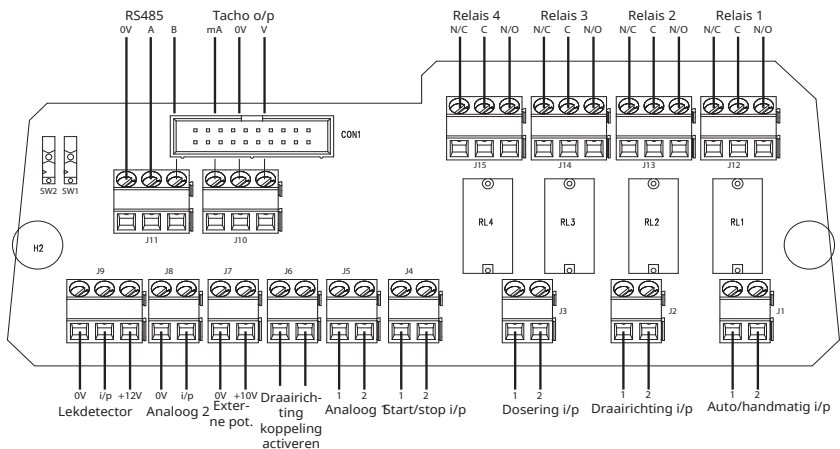 RS485 Tacho o/p Relais 4 Relais 3 Relais 2 Relais 1
0V A B mA 0V V N/C C N/O N/C C N/O N/C C N/O N/C C N/O
CON1
J15 J14 J13 J12
SW2 SW1
RL4 RL3 RL2 RL1
J11 J10
H2
J9 J8 J7 J6 J5 J4
J3 J2 J1
0V i/p +12V 0V i/p 0V +10V 1 2 1 2 1 2 1 2 1 2
Lekdetector Analoog 2 Exter-
ne pot. Draairich-
ting
koppeling
activeren Analoog 1 Start/stop i/p Dosering i/p Draairichting i/p Auto/handmatig i/p